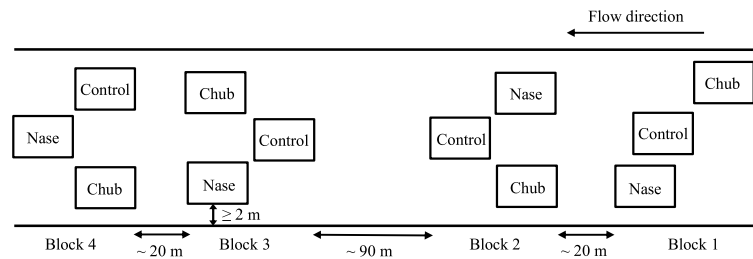 Flow direction
Control
Chub
Nase
Chub
Nase
Control
Control
Chub
Control
Nase
Nase
Chub
≥ 2 m
Block 4
~ 20 m
Block 3
~ 90 m
Block 2
~ 20 m
Block 1